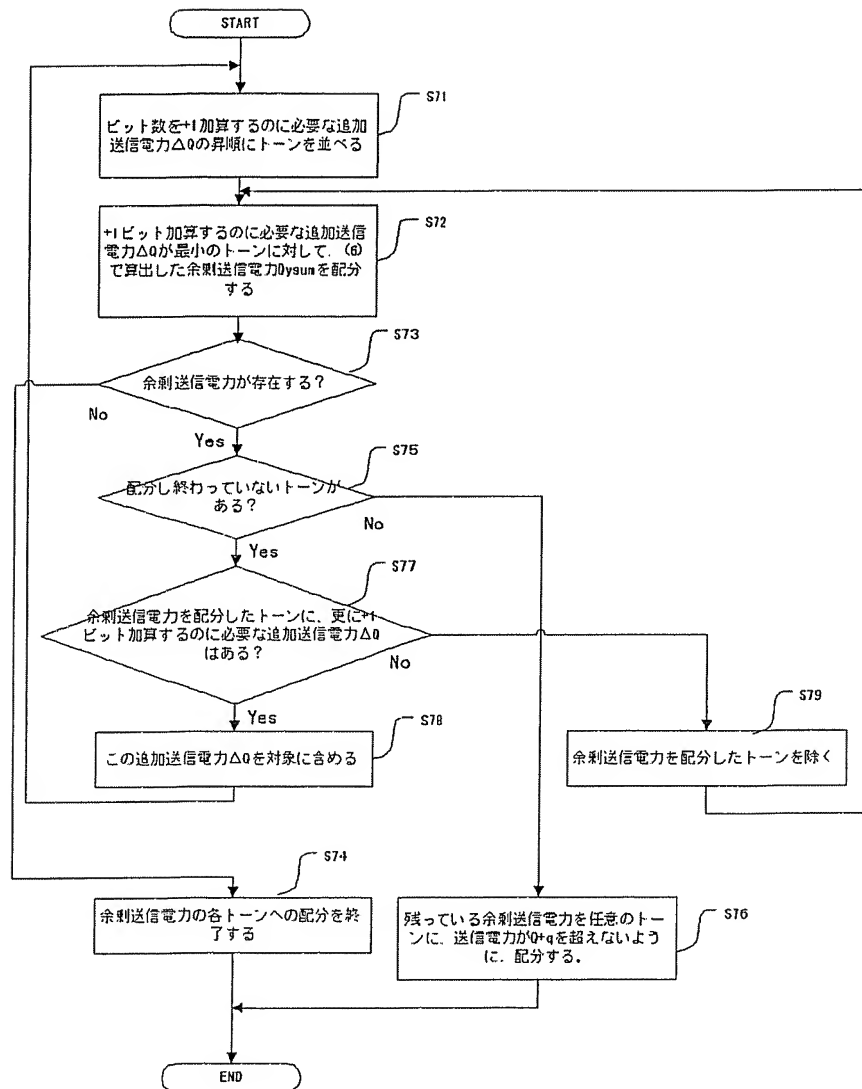 START
S71
ビット数を+1加算するのに必要な追加
送信電力△Qの昇順にトーンを並べる
S72
+1ビット加算するのに必要な追加送信
電力△Qが最小のトーンに対して、(6)
で算出した余剰送信電力Qysumを配分
する
S73
余剰送信電力が存在する?
No
Yes
S75
配分し終わっていないトーンが
ある?
No
Yes
S77
余剰送信電力を配分したトーンに、更に+1
ビット加算するのに必要な追加送信電力△Q
はある?
No
Yes
S78
この追加送信電力△Qを対象に含める
S79
余剰送信電力を配分したトーンを除く
S74
余剰送信電力の各トーンへの配分を終
了する
S76
残っている余剰送信電力を任意のトー
ンに、送信電力がQ+qを超えないよう
に、配分する。
END